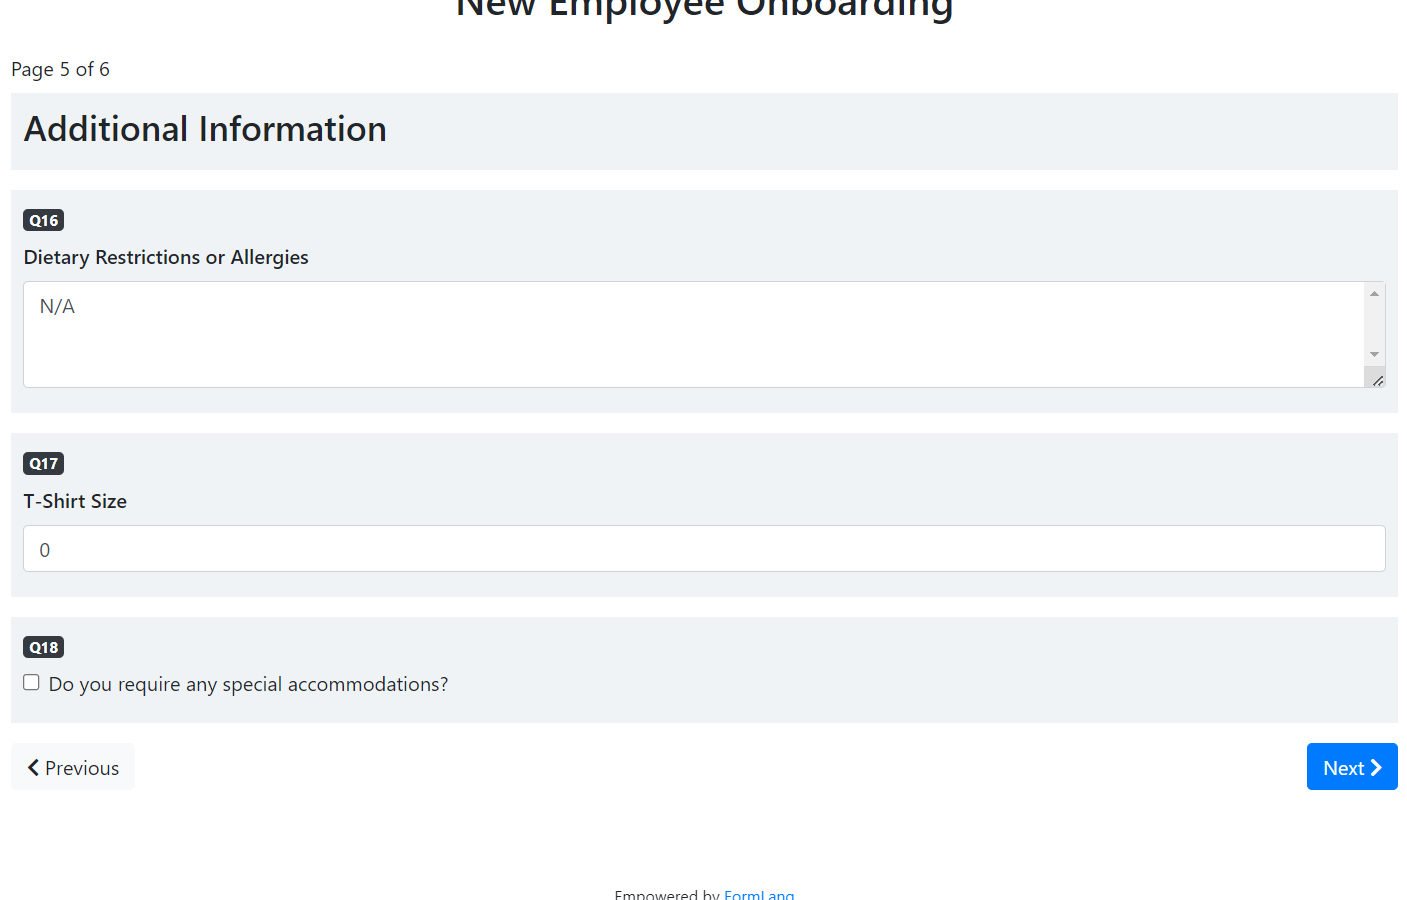 New Employee Onboarding
Page 5 of 6
Additional Information
Q16
Dietary Restrictions or Allergies
N/A
Q17
T-Shirt Size
0
Q18
Do you require any special accommodations?
Previous
Next
Empowered by FormLang